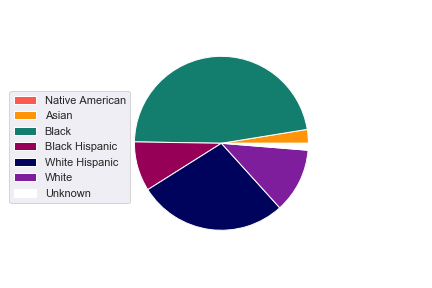 Native American
Asian
Black
Black Hispanic
White Hispanic
White
Unknown